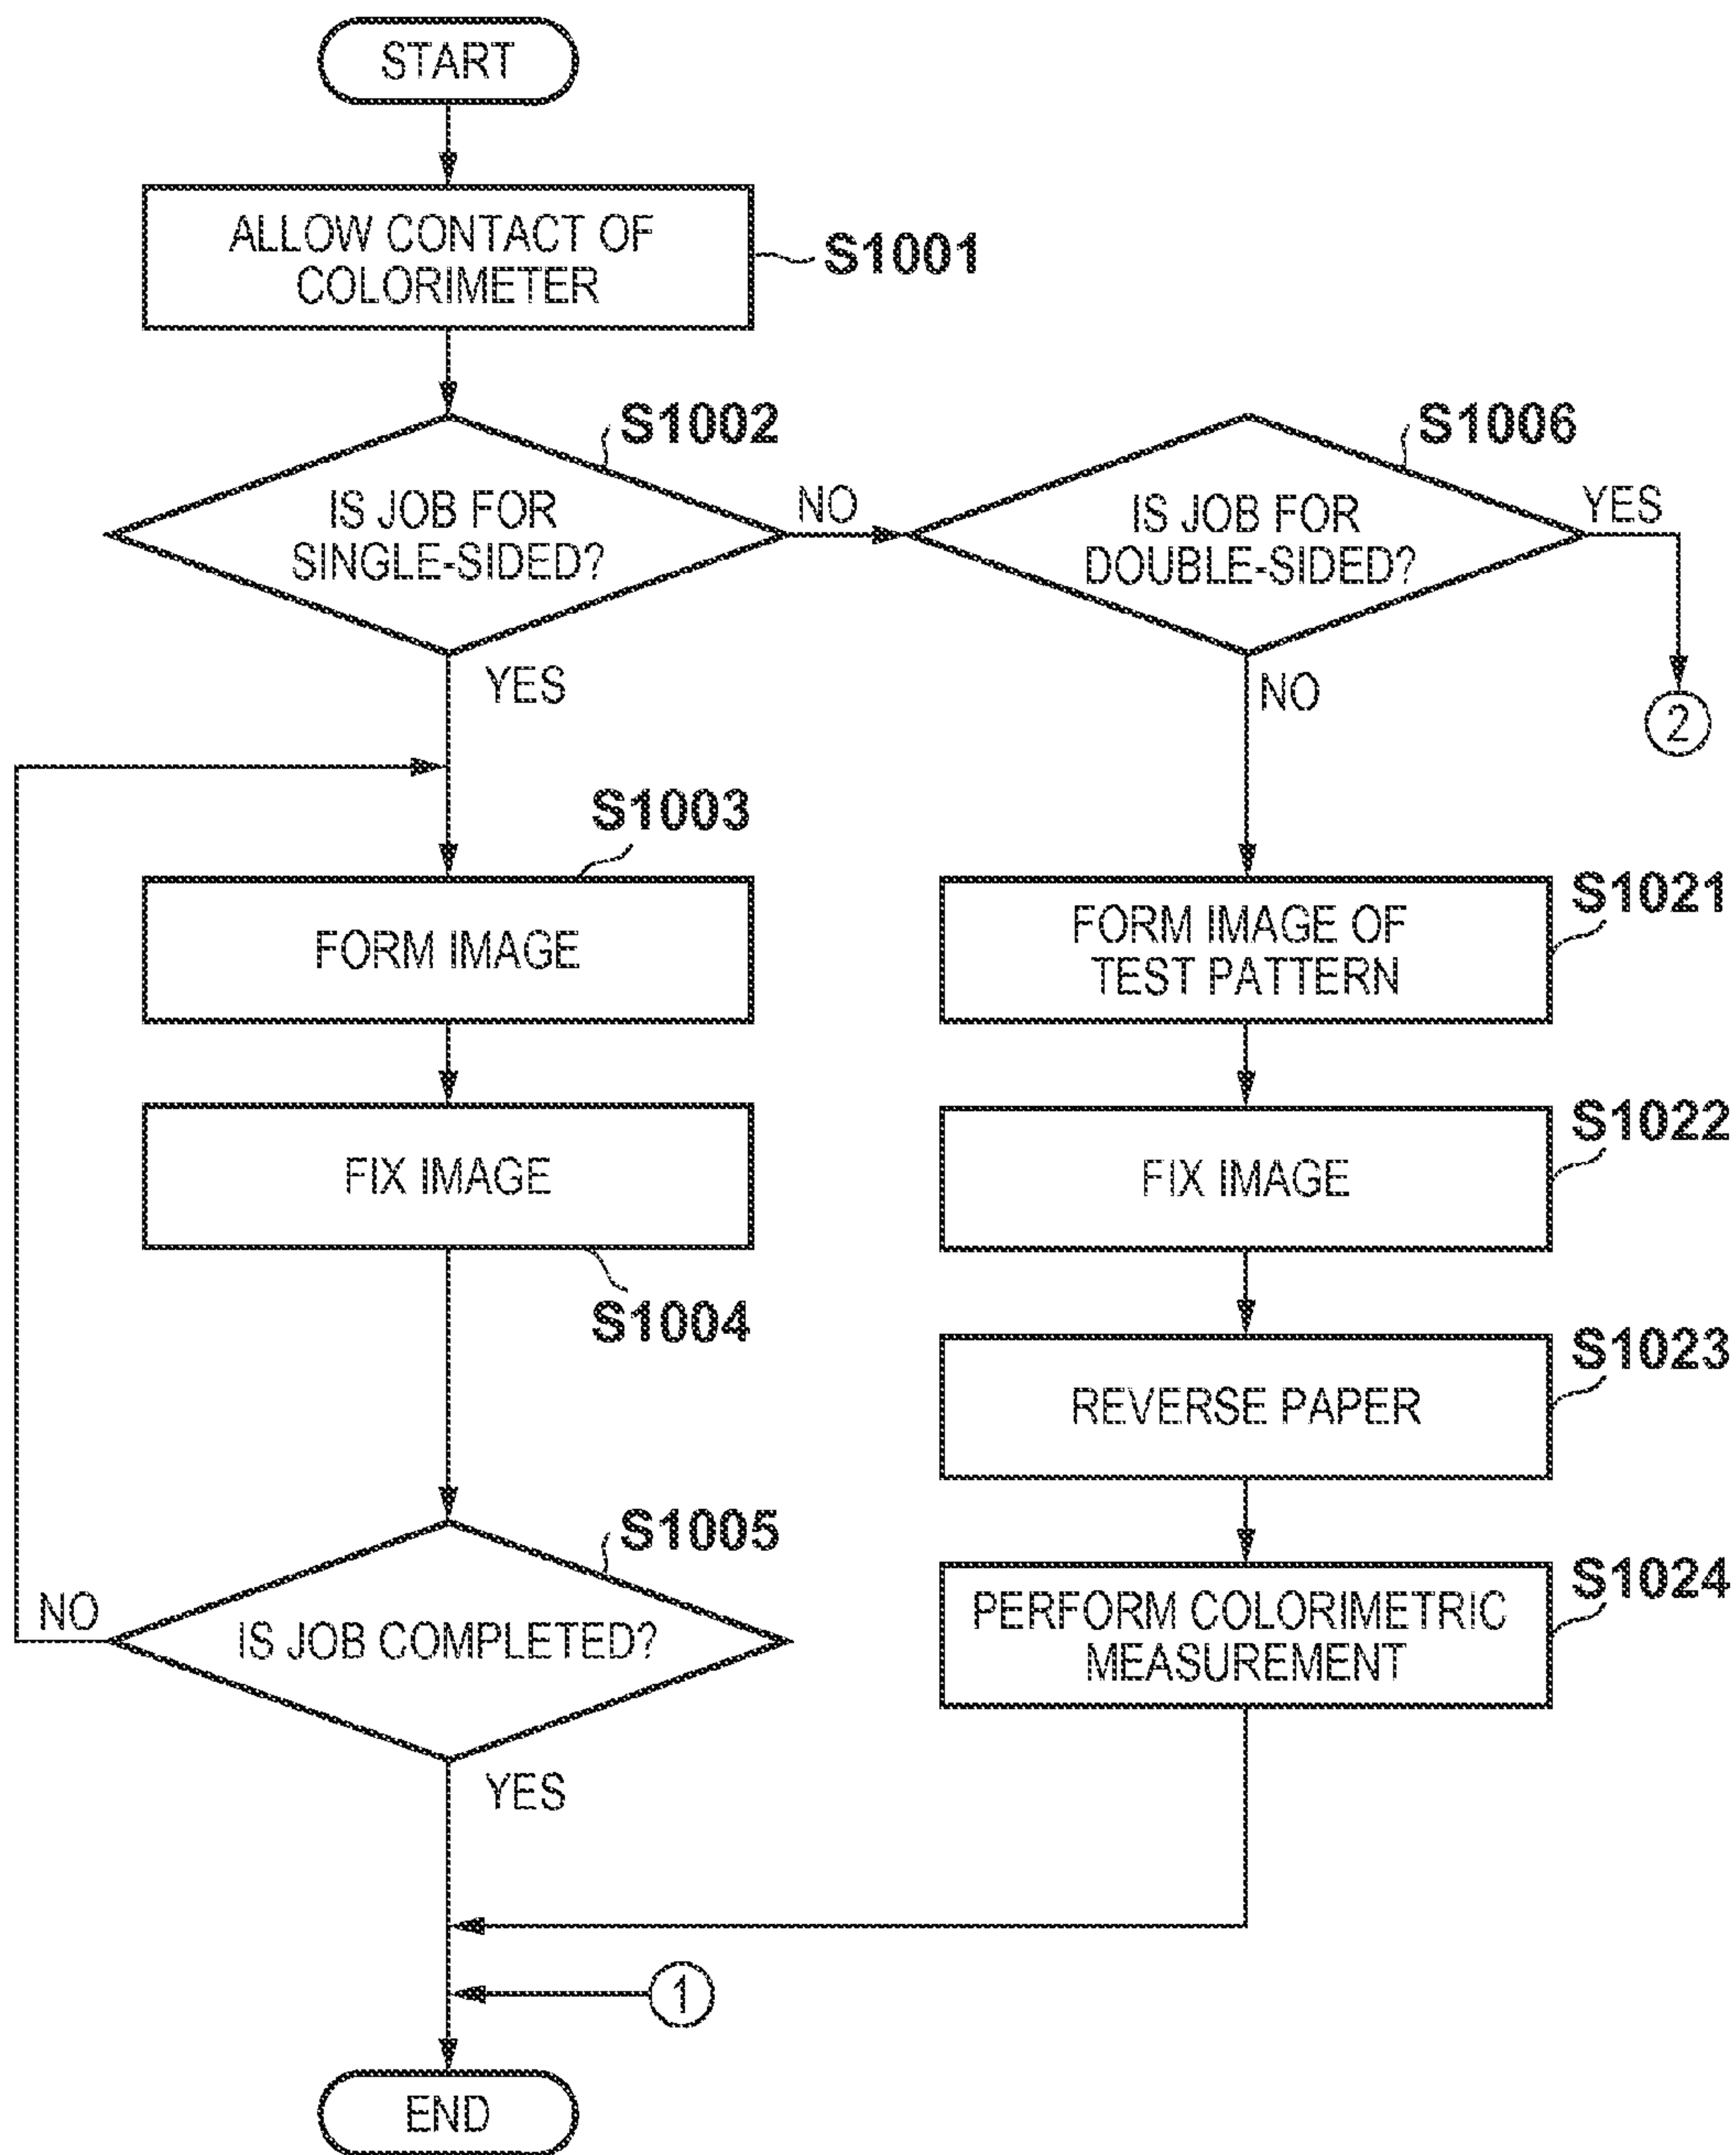 START
ALLOW CONTACT OF
COLORIMETER
S1001
S1002
IS JOB FOR
SINGLE-SIDED?
NO
YES
S1006
IS JOB FOR
DOUBLE-SIDED?
YES
2
NO
S1003
FORM IMAGE
FIX IMAGE
S1004
S1005
IS JOB COMPLETED?
NO
YES
S1021
FORM IMAGE OF
TEST PATTERN
S1022
FIX IMAGE
S1023
REVERSE PAPER
S1024
PERFORM COLORIMETRIC
MEASUREMENT
1
END